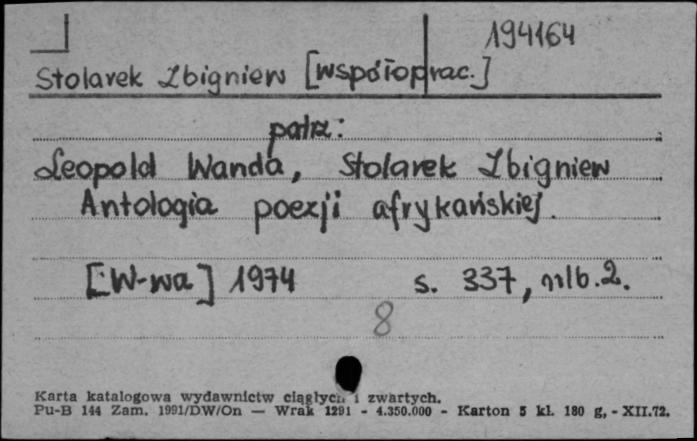 194164
Stolarek Zbigniew [współoprac.]
patrz:
Leopold Wanda, Stolarek Zbigniew
Antologia poezji afrykańskiej.
[W-wa] 1974 s. 337, nlb. 2.
8
Karta katalogowa wydawnictw ciągłych i zwartych.
Pu-B 144 Zam. 1991/DW/On — Wrak 1291 - 4.350.000 - Karton 5 kl. 180 g, - XII.72.